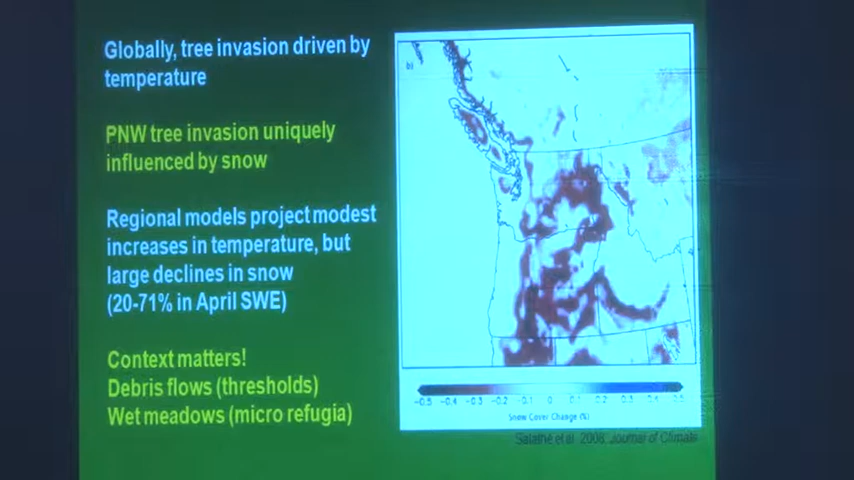 Globally, tree invasion driven by
temperature
PNW tree invasion uniquely
influenced by snow
Regional models project modest
increases in temperature, but
large declines in snow
(20-71% in April SWE)
Context matters!
Debris flows (thresholds)
Wet meadows (micro refugia)
b)
-0.5 -0.4 -0.3 -0.2 -0.1 0 0.1 0.2 0.3 0.4 0.5
Snow Cover Change (%)
Salathé et al. 2008. Journal of Climate